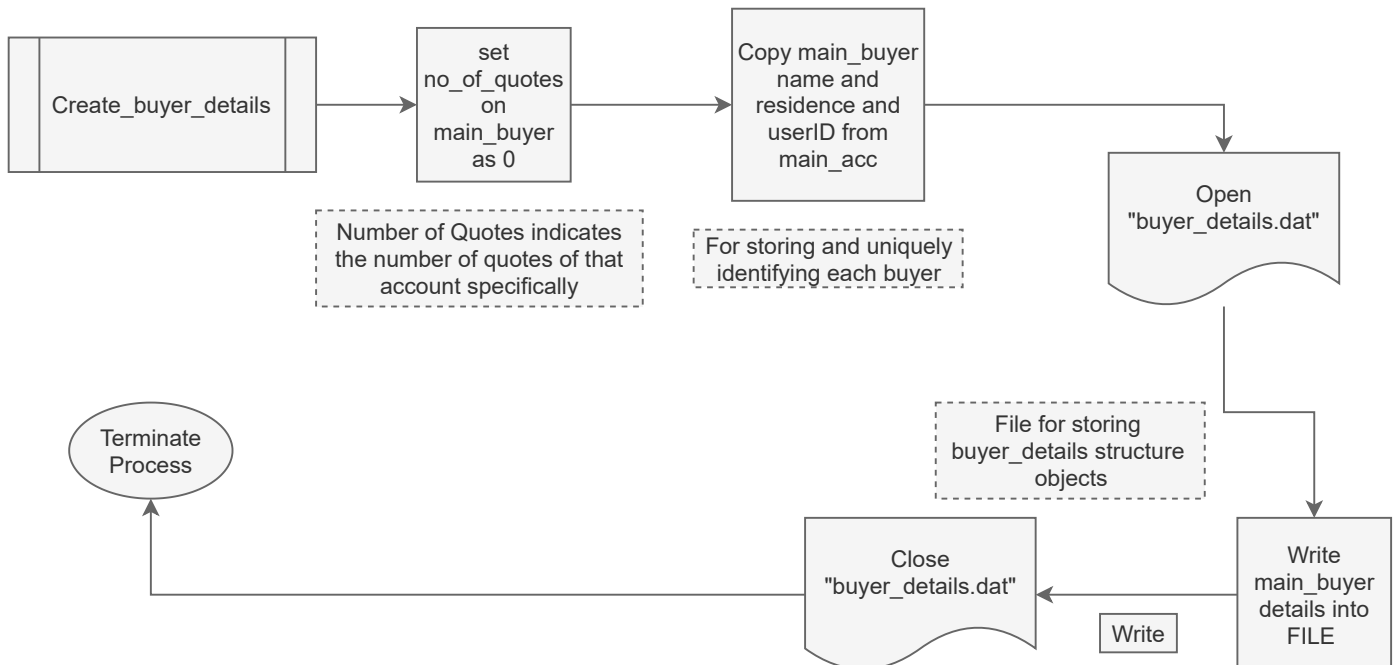 Create_buyer_details
set
no_of_quotes
on
main_buyer
as 0
Copy main_buyer
name and
residence and
userID from
main_acc
Open
"buyer_details.dat"
Number of Quotes indicates
the number of quotes of that
account specifically
For storing and uniquely
identifying each buyer
File for storing
buyer_details structure
objects
Terminate
Process
Close
"buyer_details.dat"
Write
Write
main_buyer
details into
FILE